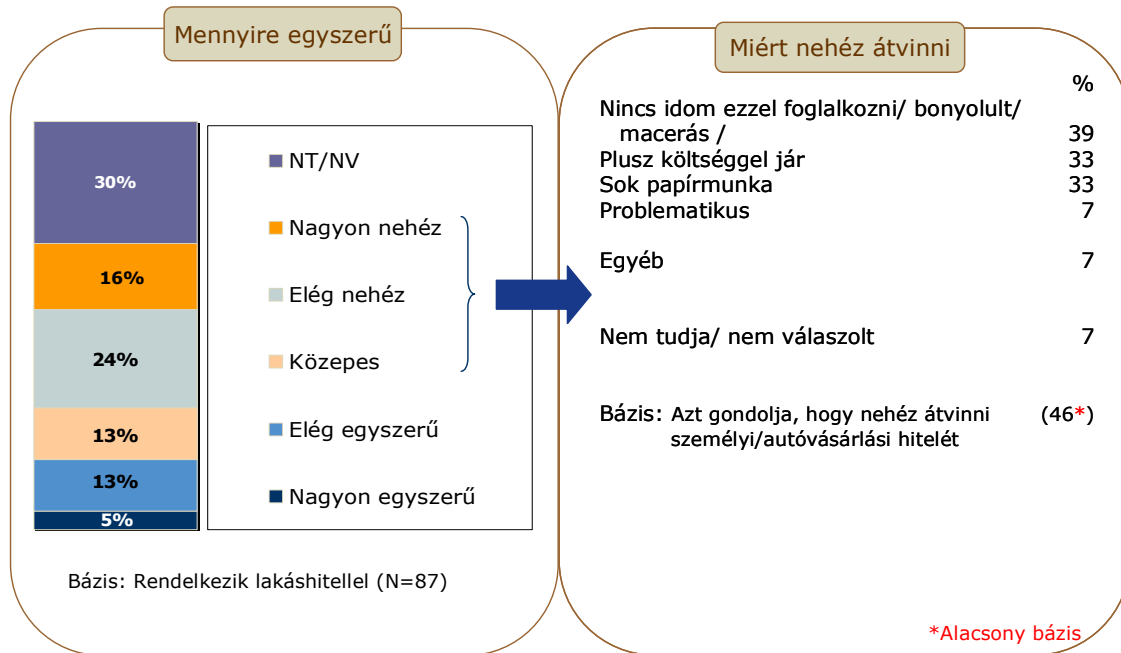 Mennyire egyszerű
30%
16%
24%
13%
13%
5%
NT/NV
Nagyon nehéz
Elég nehéz
Közepes
Elég egyszerű
Nagyon egyszerű
Bázis: Rendelkezik lakáshitellel (N=87)
Miért nehéz átvinni
%
Nincs idom ezzel foglalkozni/ bonyolult/
macerás / 39
Plusz költséggel jár 33
Sok papírmunka 33
Problematikus 7
Egyéb 7
Nem tudja/ nem válaszolt 7
Bázis: Azt gondolja, hogy nehéz átvinni (46*)
személyi/autóvásárlási hitelét
*Alacsony bázis